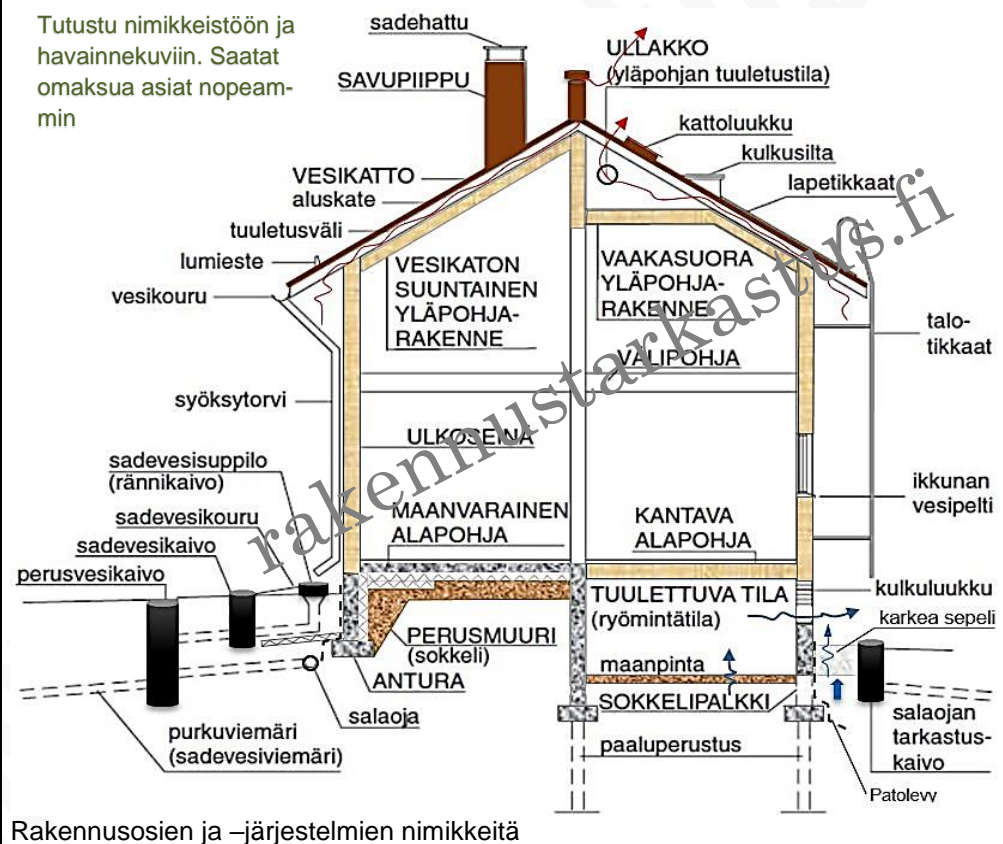 Tutustu nimikkeistöön ja
havainnekuviin. Saatat
omaksua asiat nopeam-
min
sadehattu
SAVUPIIPPU
ULLAKKO
(yläpohjan tuuletustila)
kattoluukku
kulkusilta
lapetikkaat
VESIKATTO
aluskate
tuuletusväli
lumieste
vesikouru
VESIKATON
SUUNTAINEN
YLÄPOHJA-
RAKENNE
VAAKASUORA
YLÄPOHJA-
RAKENNE
talo-
tikkaat
VÄLIPOHJA
syöksytorvi
ULKOSEINÄ
sadevesisuppilo
(rännikaivo)
ikkunan
vesipelti
sadevesikouru
sadevesikaivo
perusvesikaivo
MAANVARAINEN
ALAPOHJA
KANTAVA
ALAPOHJA
TUULETTUVA TILA
(ryömintätila)
kulkuluukku
karkea sepeli
PERUSMUURI
(sokkeli)
maanpinta
ANTURA
SOKKELIPALKKI
salaoja
purkuviemäri
(sadevesiviemäri)
paaluperustus
salaojan
tarkastus-
kaivo
Patolevy
rakennustarkastus.fi
Rakennusosien ja –järjestelmien nimikkeitä